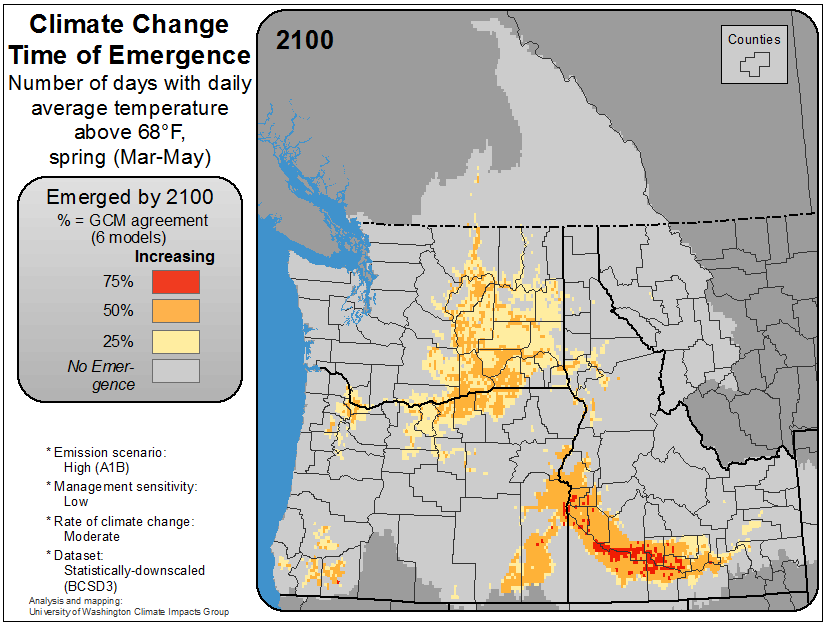 Climate Change
Time of Emergence
Number of days with daily
average temperature
above 68°F,
spring (Mar-May)
Emerged by 2100
% = GCM agreement
(6 models)
Increasing
75%
50%
25%
No Emer-
gence
* Emission scenario:
High (A1B)
* Management sensitivity:
Low
* Rate of climate change:
Moderate
* Dataset:
Statistically-downscaled
(BCSD3)
Analysis and mapping:
University of Washington Climate Impacts Group
2100
Counties